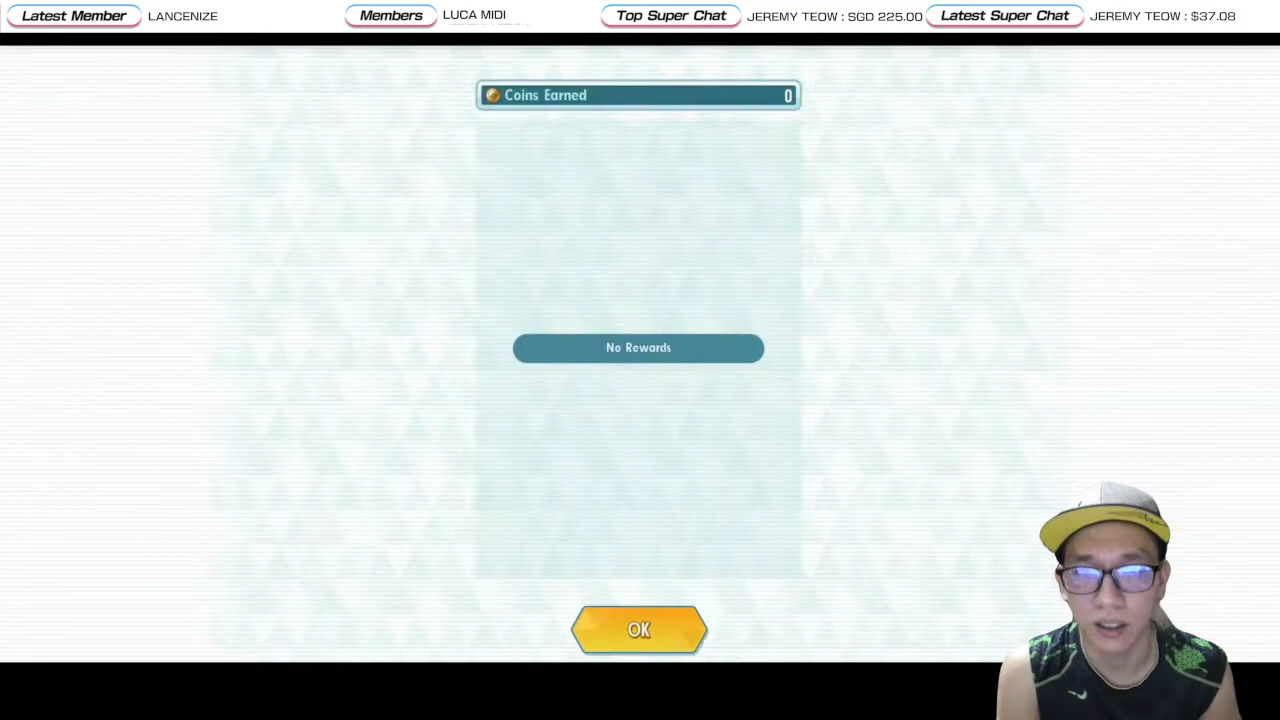 Latest Member LANCENIZE Members LUCA MIDI Top Super Chat JEREMY TEOW : SGD 225.00 Latest Super Chat JEREMY TEOW : $37.08
Coins Earned 0
No Rewards
OK